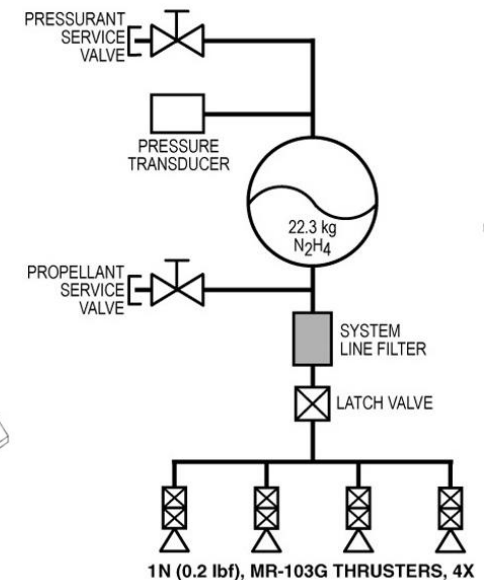 PRESSURANT
SERVICE
VALVE
PRESSURE
TRANSDUCER
22.3 kg
N2H4
PROPELLANT
SERVICE
VALVE
SYSTEM
LINE FILTER
LATCH VALVE
1N (0.2 lbf), MR-103G THRUSTERS, 4X